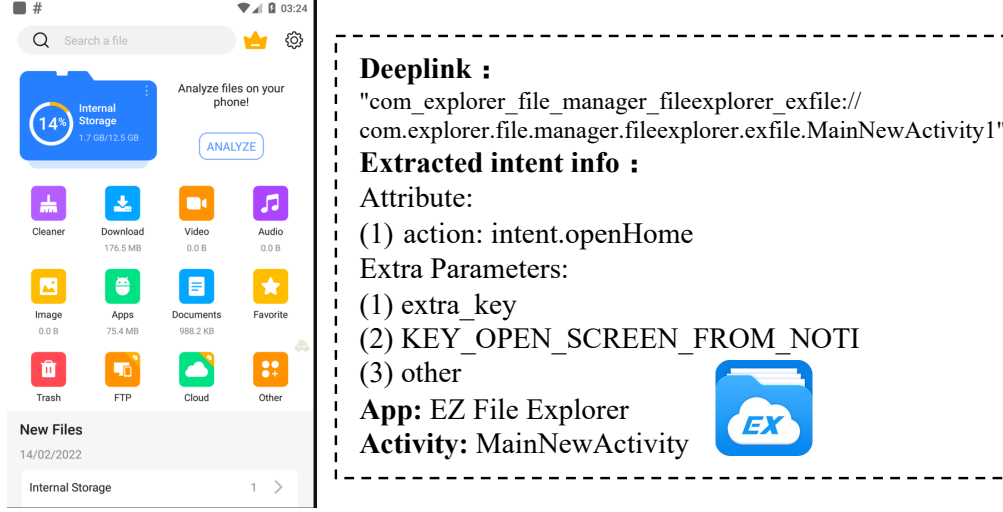 # 03:24
Search a file
14%
Internal
Storage
1.7 GB/12.5 GB
Analyze files on your
phone!
ANALYZE
Cleaner Download Video Audio
176.5 MB 0.0 B 0.0 B
Image Apps Documents Favorite
0.0 B 75.4 MB 988.2 KB
Trash FTP Cloud Other
New Files
14/02/2022
Internal Storage 1
Deeplink：
"com_explorer_file_manager_fileexplorer_exfile://
com.explorer.file.manager.fileexplorer.exfile.MainNewActivity1"
Extracted intent info：
Attribute:
(1) action: intent.openHome
Extra Parameters:
(1) extra_key
(2) KEY_OPEN_SCREEN_FROM_NOTI
(3) other
App: EZ File Explorer
Activity: MainNewActivity
EX